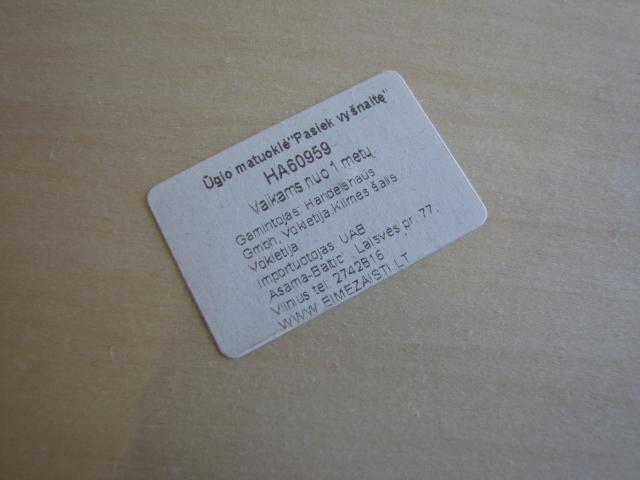 Ūgio matuoklė"Pasiek vyšnaitę"
HA60959
Vaikams nuo 1 metų.
Gamintojas: Handelshaus
Gmbh, Vokietija Kilmės šalis
Vokietija
Importuotojas: UAB
Asama-Baltic' Laisvės pr. 77.
Vilnius tel: 2742816
WWW EIMEZAISTI.LT